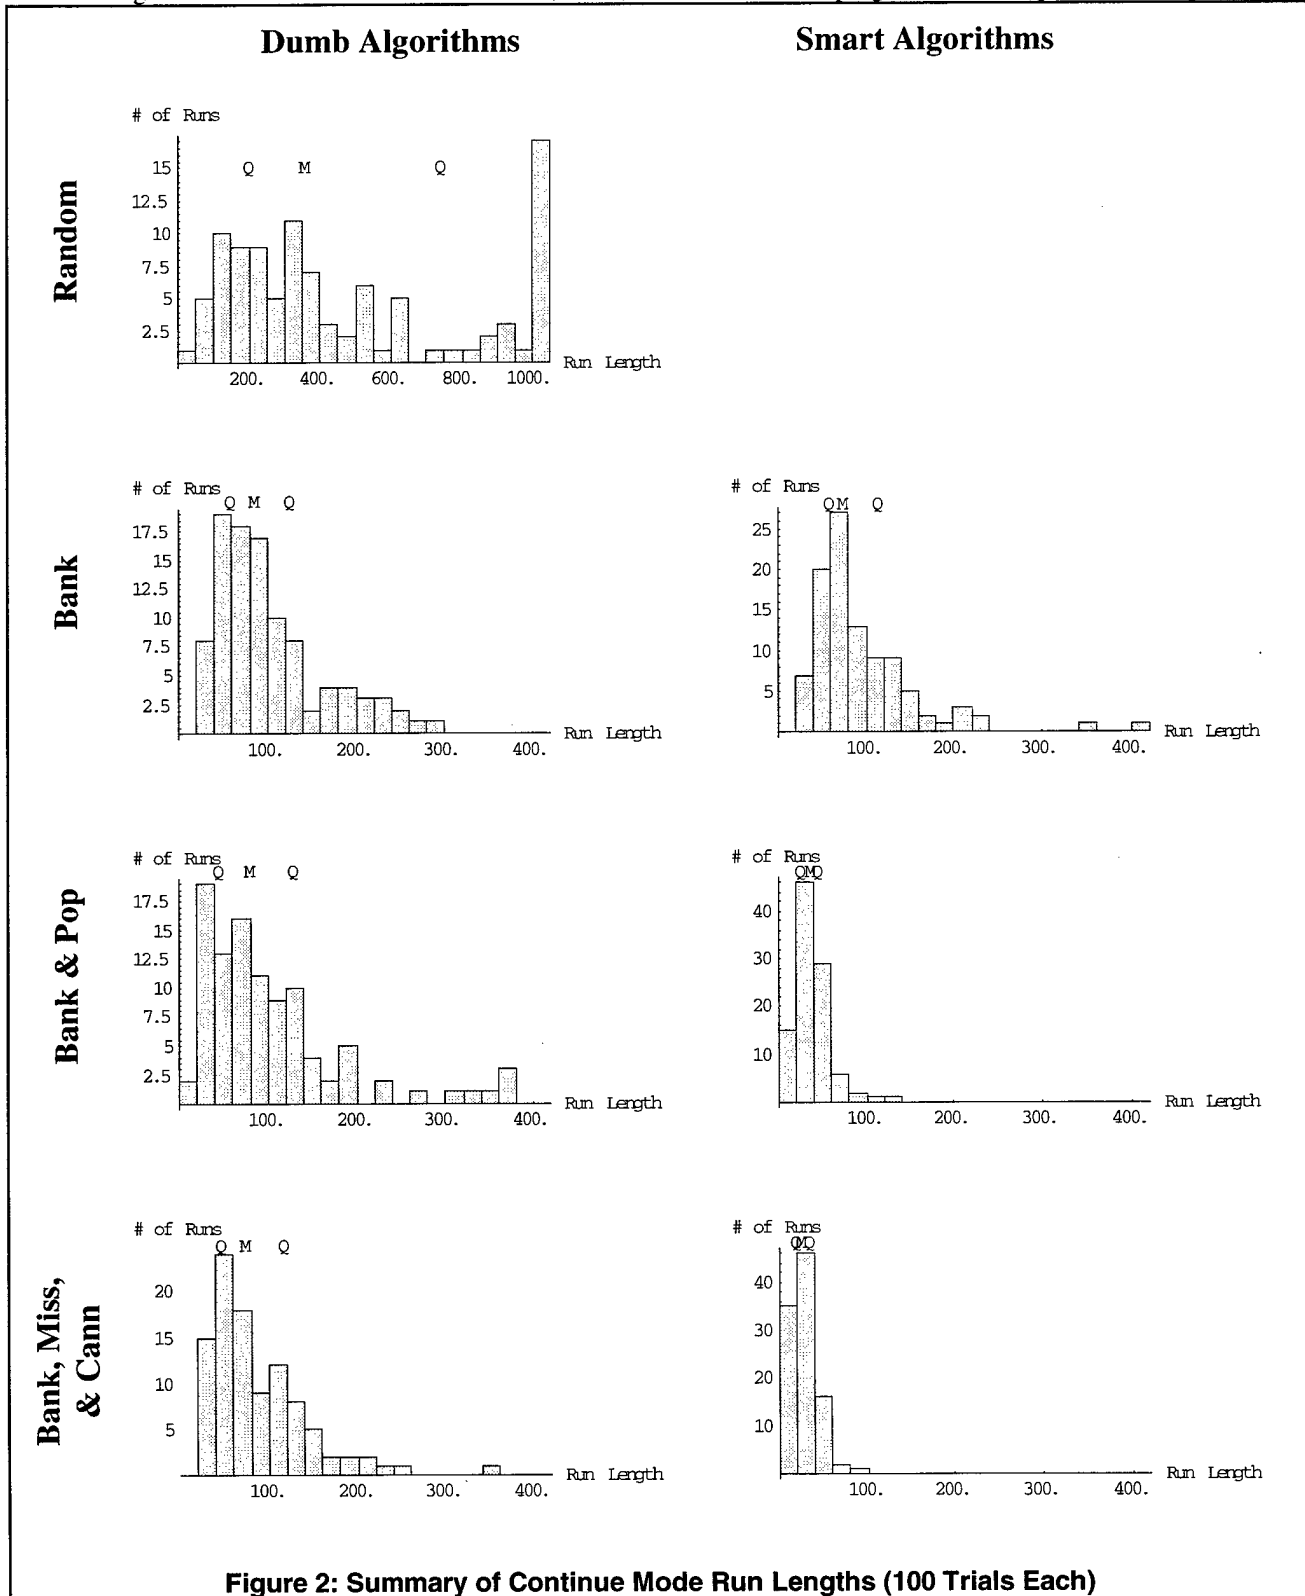 Dumb Algorithms
Smart Algorithms
Random
# of Runs
Q M Q
15
12.5
10
7.5
5
2.5
200. 400. 600. 800. 1000.
Run Length
Bank
# of Runs
Q M Q
17.5
15
12.5
10
7.5
5
2.5
100. 200. 300. 400.
Run Length
# of Runs
Q M Q
25
20
15
10
5
100. 200. 300. 400.
Run Length
Bank & Pop
# of Runs
Q M Q
17.5
15
12.5
10
7.5
5
2.5
100. 200. 300. 400.
Run Length
# of Runs
Q M Q
40
30
20
10
100. 200. 300. 400.
Run Length
Bank, Miss,
& Cann
# of Runs
Q M Q
20
15
10
5
100. 200. 300. 400.
Run Length
# of Runs
Q M Q
40
30
20
10
100. 200. 300. 400.
Run Length
Figure 2: Summary of Continue Mode Run Lengths (100 Trials Each)